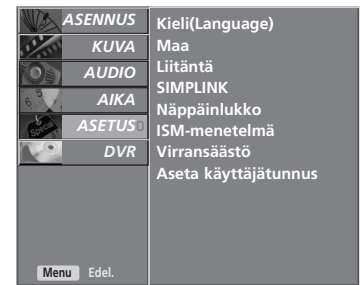 ASENNUS
KUVA
AUDIO
AIKA
ASETUS
DVR
Menu Edel.
Kieli(Language)
Maa
Liitäntä
SIMPLINK
Näppäinlukko
ISM-menetelmä
Virransäästö
Aseta käyttäjätunnus